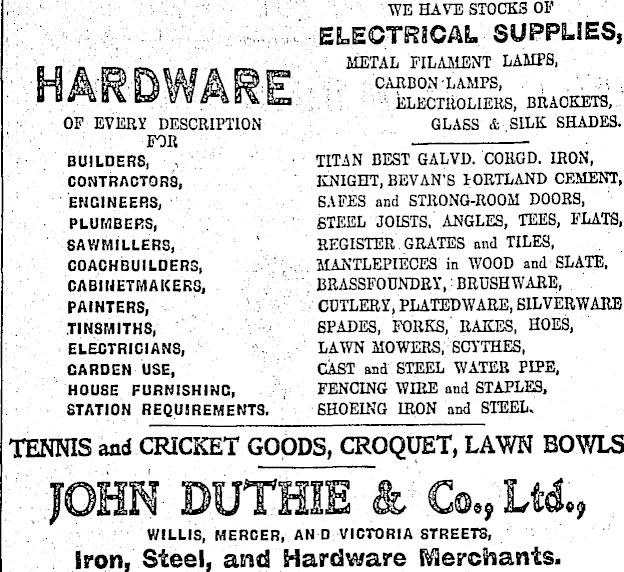 WE HAVE STOCKS OF
ELECTRICAL SUPPLIES,
METAL FILAMENT LAMPS,
CARBON LAMPS,
ELECTROLIERS, BRACKETS,
GLASS & SILK SHADES.
HARDWARE
OF EVERY DESCRIPTION
FOR
BUILDERS,
CONTRACTORS,
ENGINEERS,
PLUMBERS,
SAWMILLERS,
COACHBUILDERS,
CABINETMAKERS,
PAINTERS,
TINSMITHS,
ELECTRICIANS,
GARDEN USE,
HOUSE FURNISHING,
STATION REQUIREMENTS.
TITAN BEST GALVD. CORGD. IRON,
KNIGHT, BEVAN'S PORTLAND CEMENT,
SAFES and STRONG-ROOM DOORS,
STEEL JOISTS, ANGLES, TEES, FLATS,
REGISTER GRATES and TILES,
MANTLEPIECES in WOOD and SLATE,
BRASSFOUNDRY, BRUSHWARE,
CUTLERY, PLATEDWARE, SILVERWARE
SPADES, FORKS, RAKES, HOES,
LAWN MOWERS, SCYTHES,
CAST and STEEL WATER PIPE,
FENCING WIRE and STAPLES,
SHOEING IRON and STEEL.
TENNIS and CRICKET GOODS, CROQUET, LAWN BOWLS
JOHN DUTHIE & Co., Ltd.,
WILLIS, MERCER, AND VICTORIA STREETS,
Iron, Steel, and Hardware Merchants.